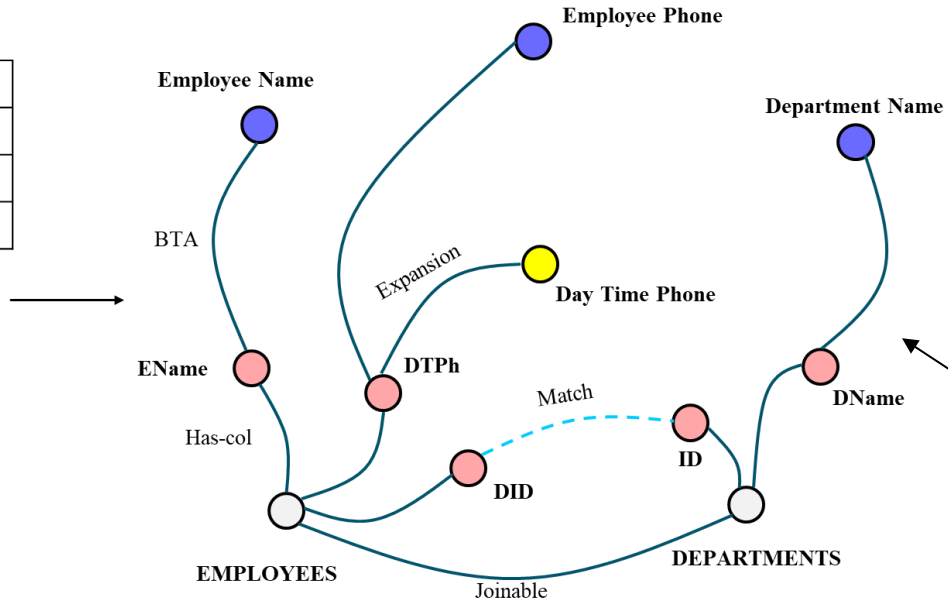 Employee Phone
Employee Name
Department Name
BTA
Expansion
Day Time Phone
EName
DTPh
Match
DName
Has-col
ID
DID
DEPARTMENTS
EMPLOYEES
Joinable